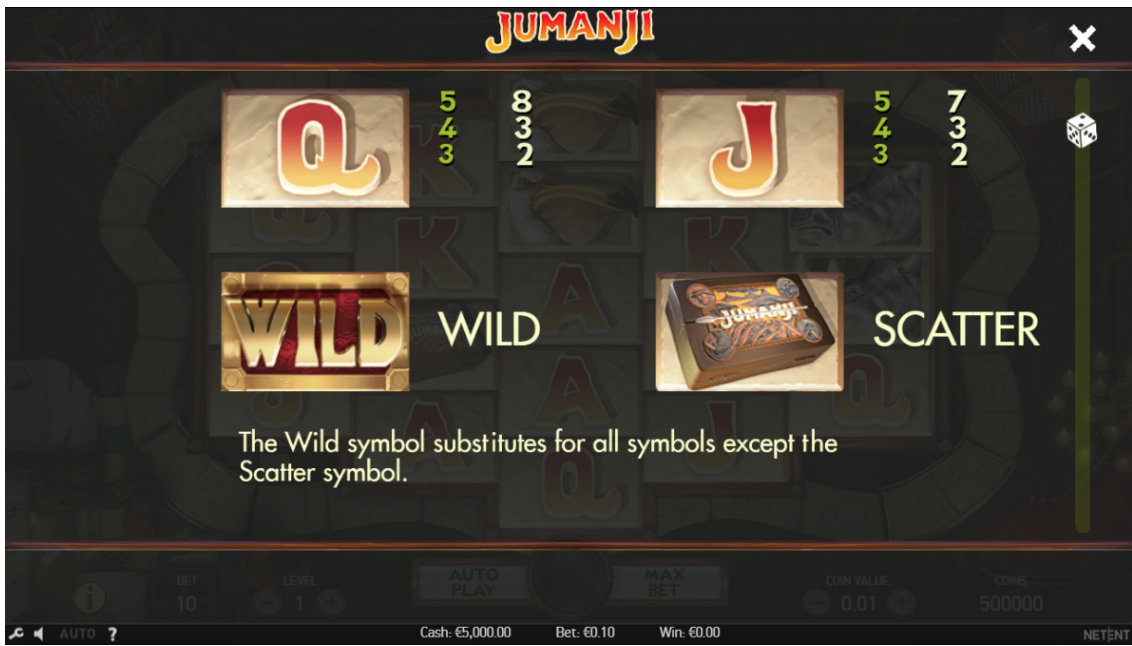 JUMANJI
Q
5 8
4 3
3 2
J
5 7
4 3
3 2
WILD
WILD
JUMANJI
SCATTER
The Wild symbol substitutes for all symbols except the
Scatter symbol.
K
K
A
A
A
J
Q
Q
BET
10
LEVEL
1
AUTO
PLAY
MAX
BET
COIN VALUE
0.01
COINS
500000
AUTO ?
Cash: €5,000.00 Bet: €0.10 Win: €0.00
NETENT